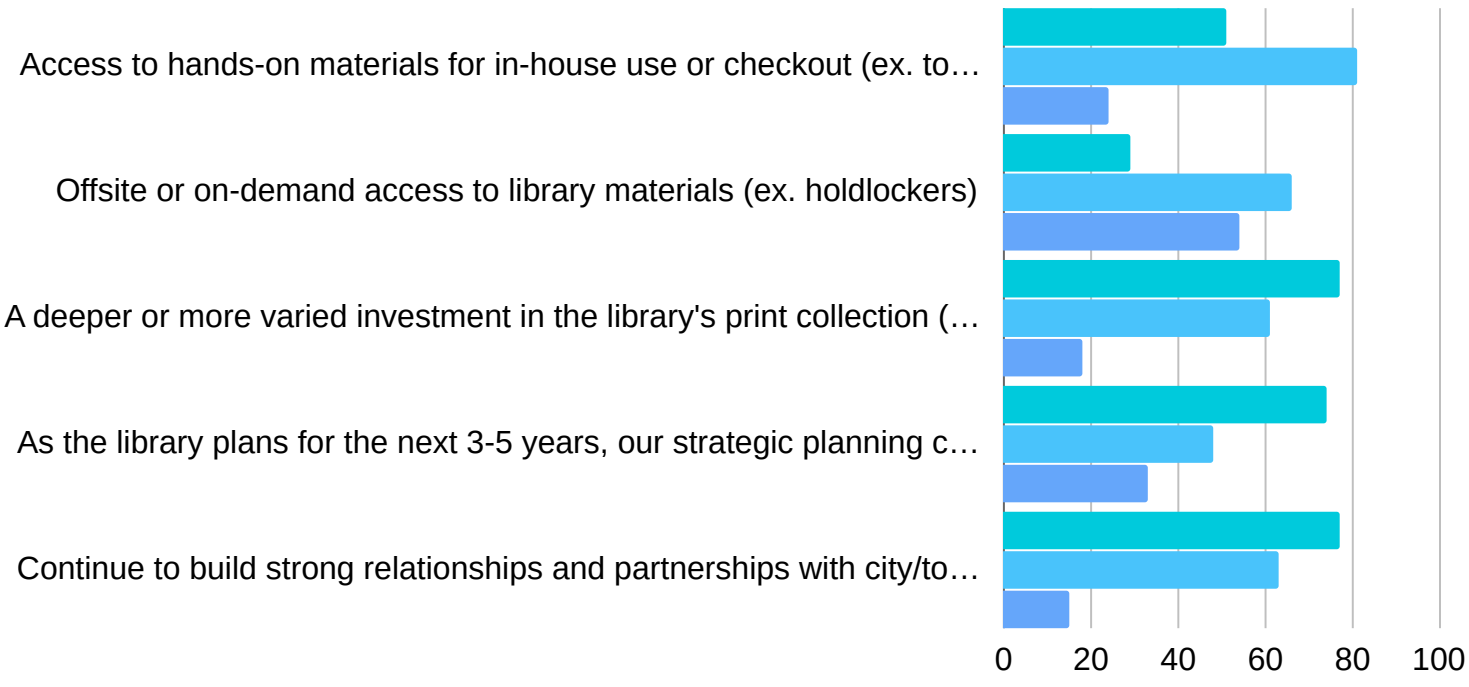 Access to hands-on materials for in-house use or checkout (ex. to…
Offsite or on-demand access to library materials (ex. holdlockers)
A deeper or more varied investment in the library's print collection (…
As the library plans for the next 3-5 years, our strategic planning c…
Continue to build strong relationships and partnerships with city/to…
0 20 40 60 80 100